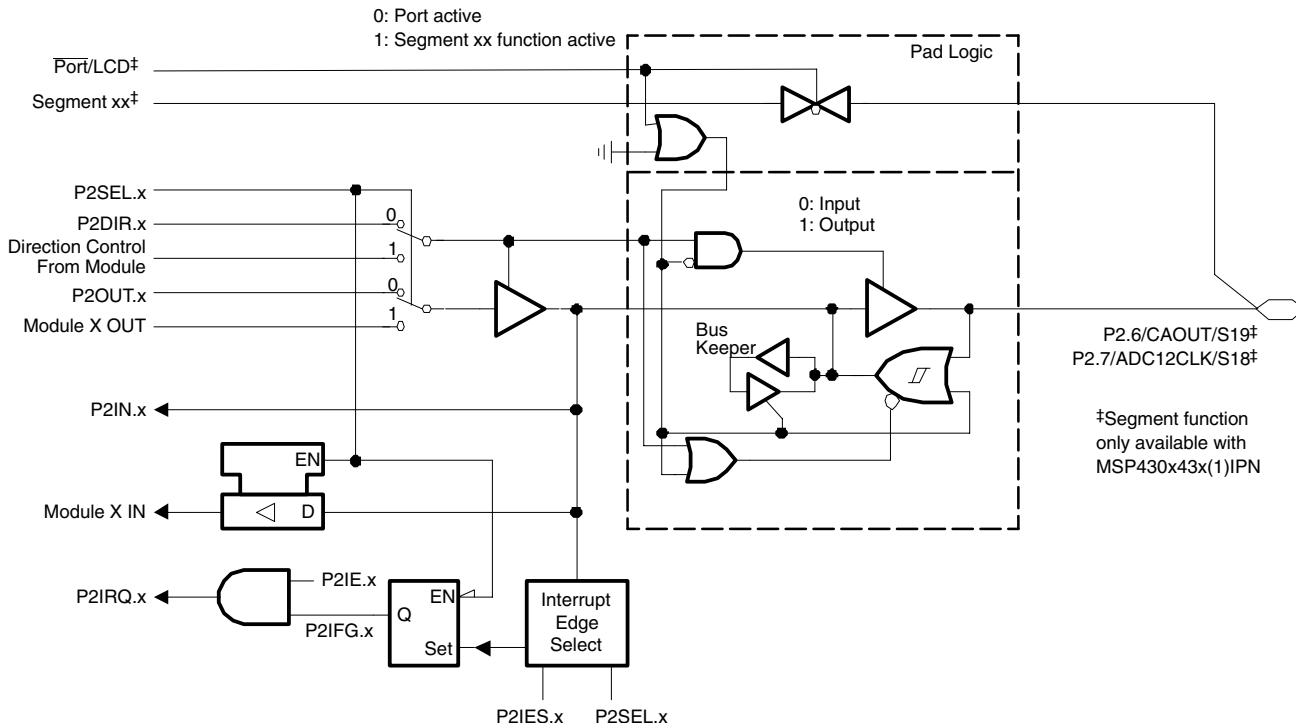 0: Port active
1: Segment xx function active
Pad Logic
Port/LCD‡
Segment xx‡
P2SEL.x
P2DIR.x
0
Direction Control
From Module
1
P2OUT.x
0
Module X OUT
1
0: Input
1: Output
Bus
Keeper
P2.6/CAOUT/S19‡
P2.7/ADC12CLK/S18‡
‡Segment function
only available with
MSP430x43x(1)IPN
P2IN.x
EN
Module X IN
D
P2IRQ.x
P2IE.x
P2IFG.x
EN
Q
Set
Interrupt
Edge
Select
P2IES.x
P2SEL.x